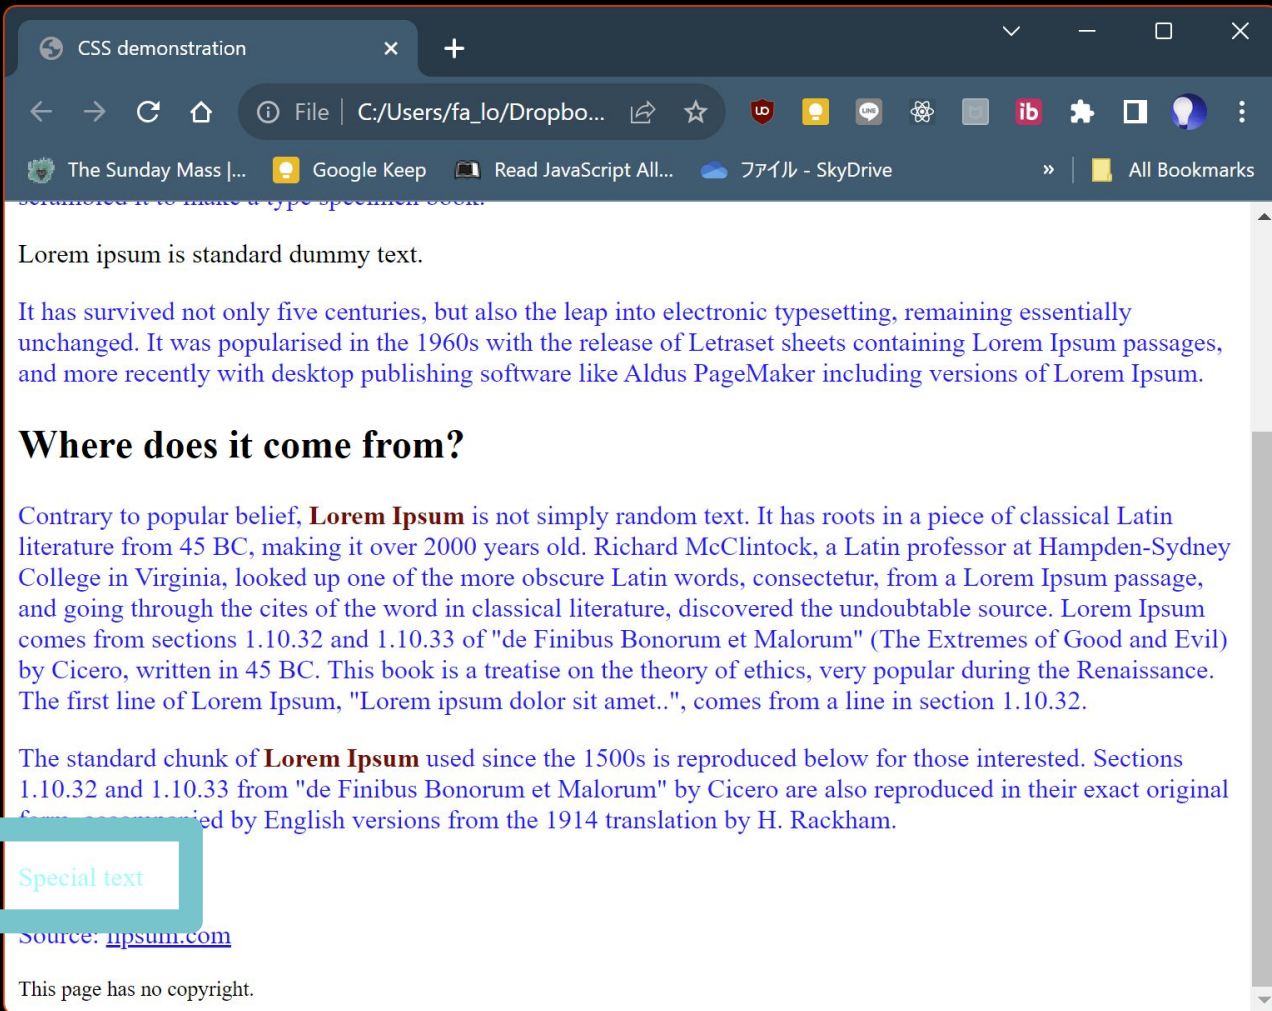 CSS demonstration
File C:/Users/fa_lo/Dropbo...
The Sunday Mass |... Google Keep Read JavaScript All... ファイル - SkyDrive » All Bookmarks
scrambled it to make a type specimen book.
Lorem ipsum is standard dummy text.
It has survived not only five centuries, but also the leap into electronic typesetting, remaining essentially
unchanged. It was popularised in the 1960s with the release of Letraset sheets containing Lorem Ipsum passages,
and more recently with desktop publishing software like Aldus PageMaker including versions of Lorem Ipsum.
Where does it come from?
Contrary to popular belief, Lorem Ipsum is not simply random text. It has roots in a piece of classical Latin
literature from 45 BC, making it over 2000 years old. Richard McClintock, a Latin professor at Hampden-Sydney
College in Virginia, looked up one of the more obscure Latin words, consectetur, from a Lorem Ipsum passage,
and going through the cites of the word in classical literature, discovered the undoubtable source. Lorem Ipsum
comes from sections 1.10.32 and 1.10.33 of "de Finibus Bonorum et Malorum" (The Extremes of Good and Evil)
by Cicero, written in 45 BC. This book is a treatise on the theory of ethics, very popular during the Renaissance.
The first line of Lorem Ipsum, "Lorem ipsum dolor sit amet..", comes from a line in section 1.10.32.
The standard chunk of Lorem Ipsum used since the 1500s is reproduced below for those interested. Sections
1.10.32 and 1.10.33 from "de Finibus Bonorum et Malorum" by Cicero are also reproduced in their exact original
form, accompanied by English versions from the 1914 translation by H. Rackham.
Special text
Source: lipsum.com
This page has no copyright.